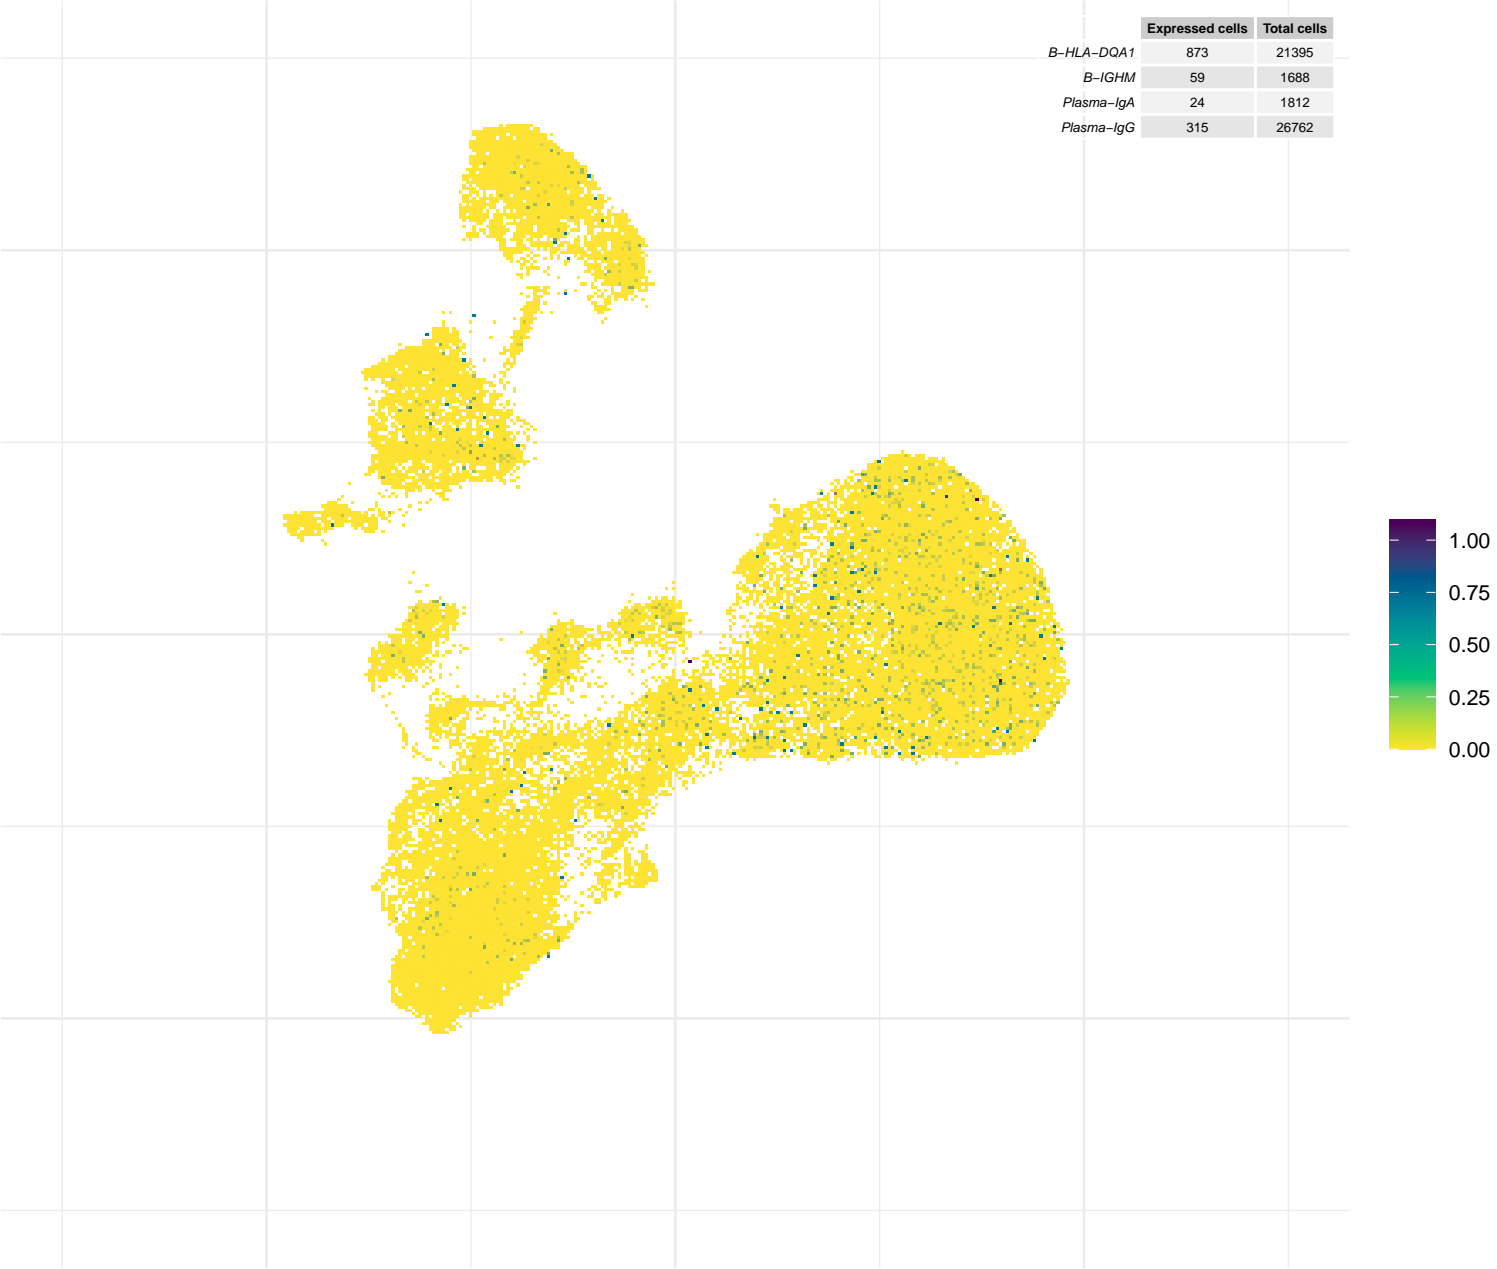 Expressed cells Total cells
B−HLA−DQA1 873 21395
B−IGHM 59 1688
Plasma−IgA 24 1812
Plasma−IgG 315 26762
1.00
0.75
0.50
0.25
0.00